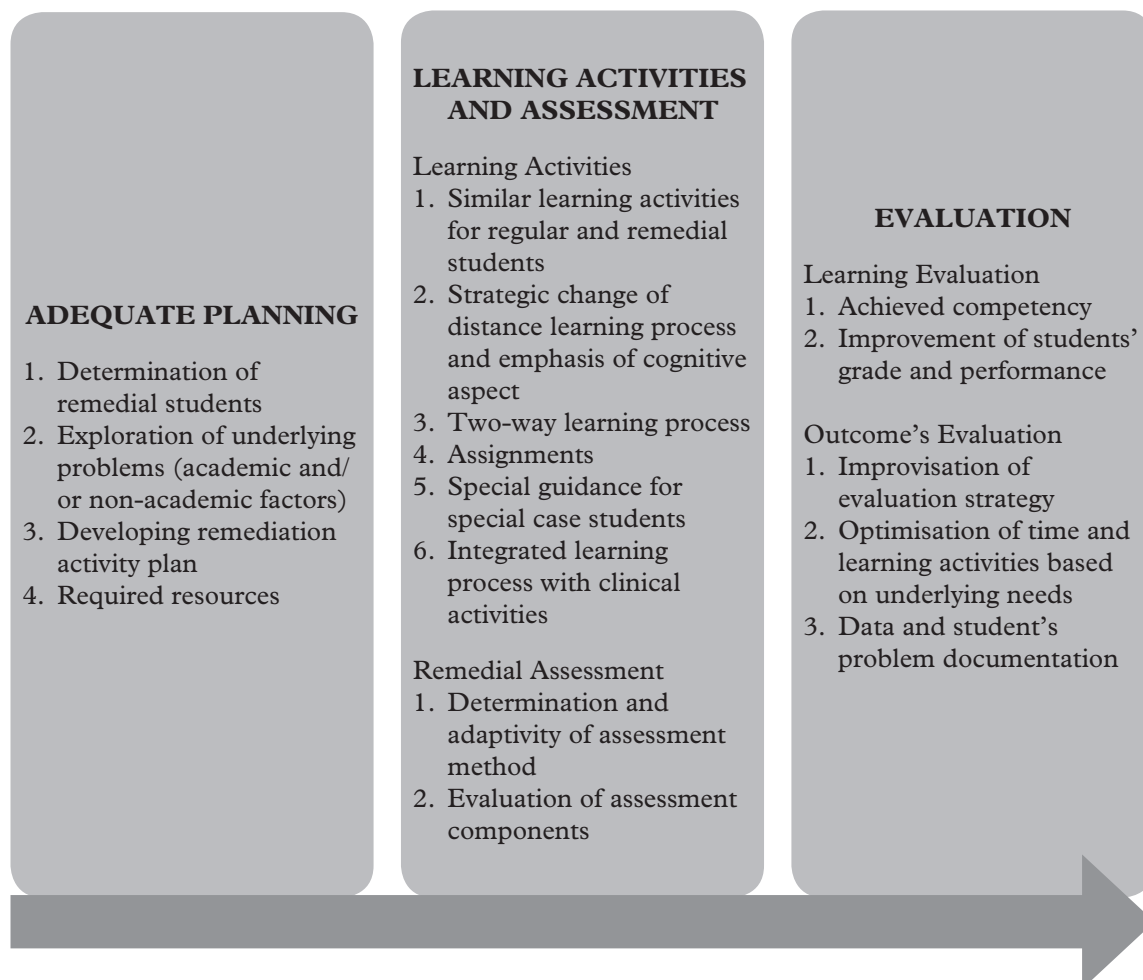 ADEQUATE PLANNING
1. Determination of
remedial students
2. Exploration of underlying
problems (academic and/
or non-academic factors)
3. Developing remediation
activity plan
4. Required resources
LEARNING ACTIVITIES
AND ASSESSMENT
Learning Activities
1. Similar learning activities
for regular and remedial
students
2. Strategic change of
distance learning process
and emphasis of cognitive
aspect
3. Two-way learning process
4. Assignments
5. Special guidance for
special case students
6. Integrated learning
process with clinical
activities
Remedial Assessment
1. Determination and
adaptivity of assessment
method
2. Evaluation of assessment
components
EVALUATION
Learning Evaluation
1. Achieved competency
2. Improvement of students’
grade and performance
Outcome’s Evaluation
1. Improvisation of
evaluation strategy
2. Optimisation of time and
learning activities based
on underlying needs
3. Data and student’s
problem documentation